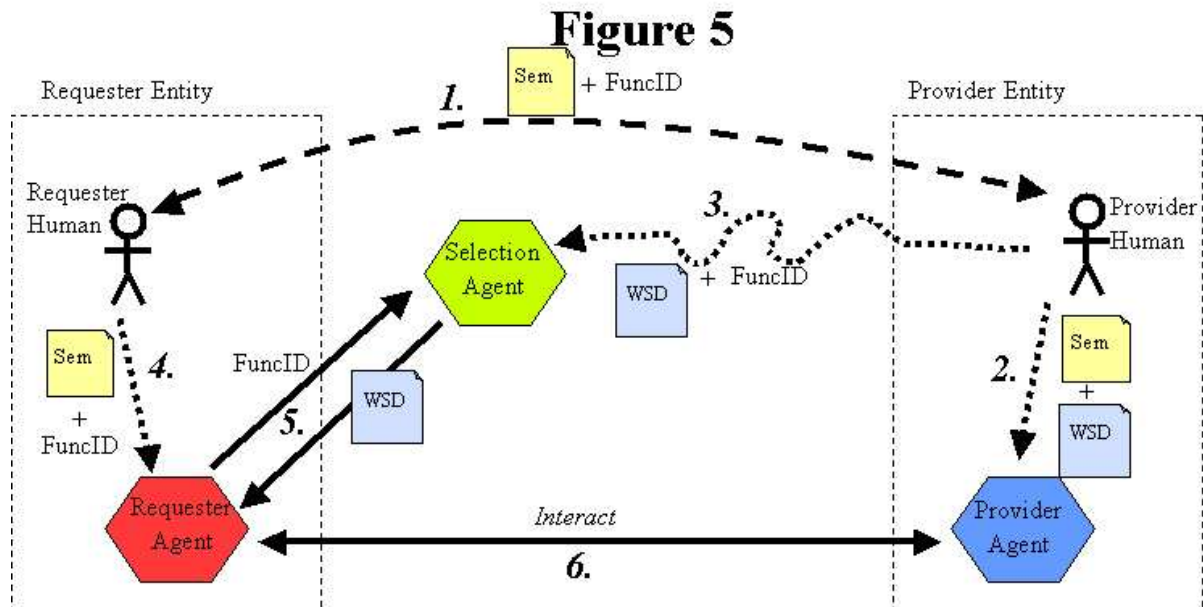 Figure 5
Requester Entity
Provider Entity
1.
Sem
+ FuncID
Requester
Human
Provider
Human
3.
Selection
Agent
WSD
+ FuncID
Sem
+
FuncID
4.
FuncID
5.
WSD
2.
Sem
+
WSD
Requester
Agent
Interact
6.
Provider
Agent